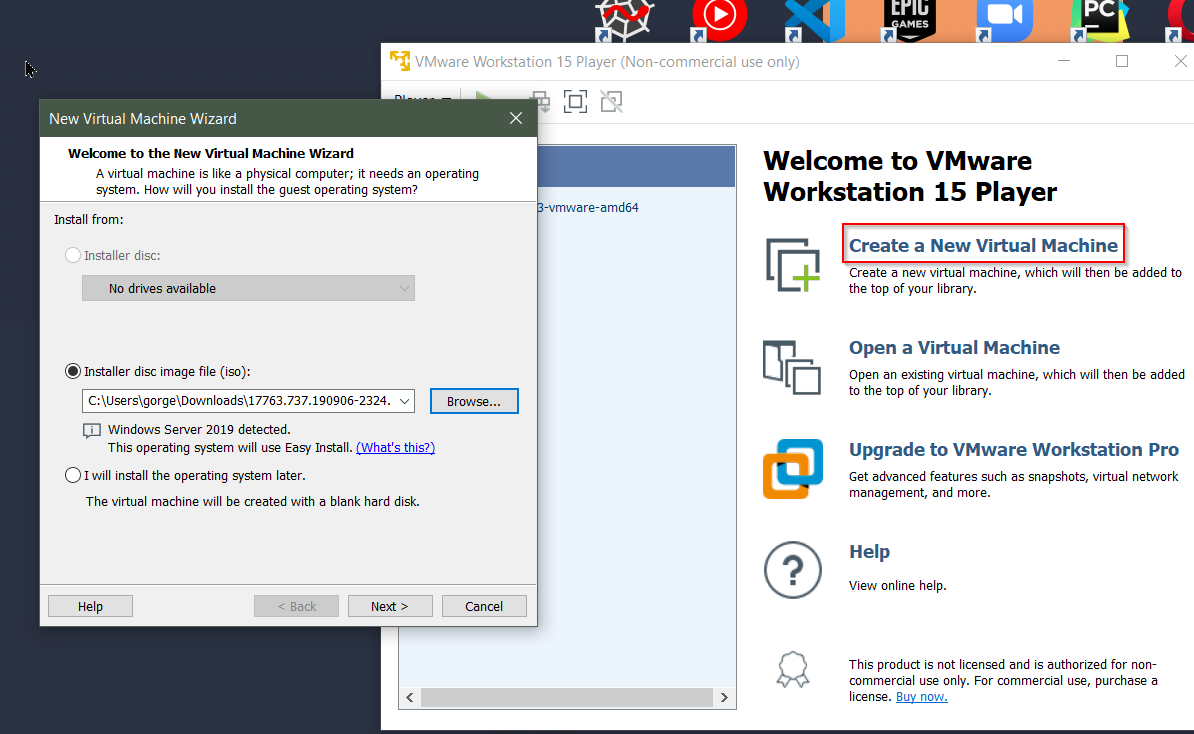 EPIC
GAMES
PC
VMware Workstation 15 Player (Non-commercial use only)
New Virtual Machine Wizard
Welcome to the New Virtual Machine Wizard
A virtual machine is like a physical computer; it needs an operating
system. How will you install the guest operating system?
Install from:
Installer disc:
No drives available
Installer disc image file (iso):
C:\Users\gorge\Downloads\17763.737.190906-2324.
Browse...
Windows Server 2019 detected.
This operating system will use Easy Install. (What's this?)
I will install the operating system later.
The virtual machine will be created with a blank hard disk.
Help
< Back
Next >
Cancel
3-vmware-amd64
Welcome to VMware
Workstation 15 Player
Create a New Virtual Machine
Create a new virtual machine, which will then be added to
the top of your library.
Open a Virtual Machine
Open an existing virtual machine, which will then be added
to the top of your library.
Upgrade to VMware Workstation Pro
Get advanced features such as snapshots, virtual network
management, and more.
Help
View online help.
This product is not licensed and is authorized for non-
commercial use only. For commercial use, purchase a
license. Buy now.